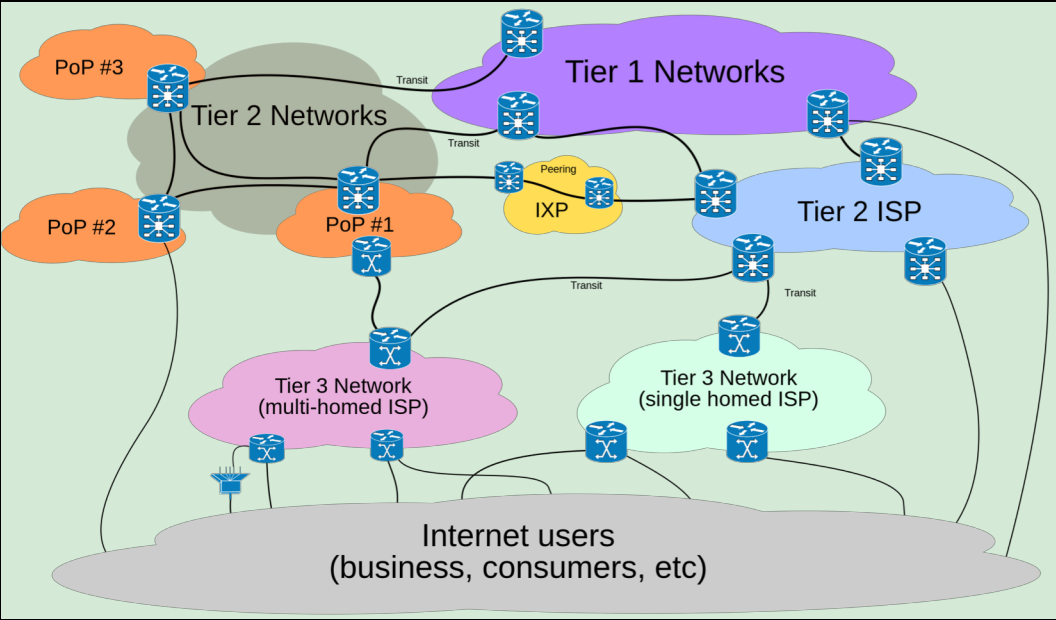 PoP #3
Transit
Tier 1 Networks
Tier 2 Networks
Transit
Peering
IXP
Tier 2 ISP
PoP #2
PoP #1
Transit
Transit
Tier 3 Network
(multi-homed ISP)
Tier 3 Network
(single homed ISP)
Internet users
(business, consumers, etc)